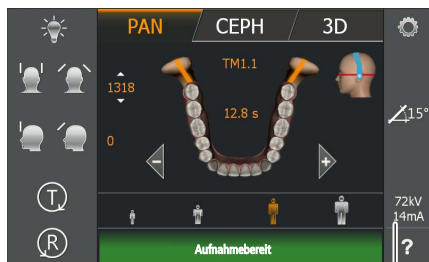 PAN
CEPH
3D
TM1.1
1318
12.8 s
0
15°
72kV
14mA
T
R
Aufnahmebereit
?